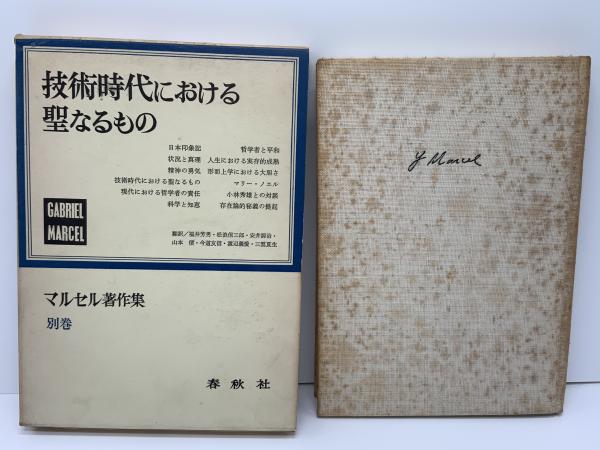 技術時代における
聖なるもの
日本印象記
状況と真理
精神の勇気
技術時代における聖なるもの
現代における哲学者の責任
科学と知恵
哲学者と平和
人生における実存的成熟
形而上学における大胆さ
マリー・ノエル
小林秀雄との対談
存在論的秘義の提起
GABRIEL
MARCEL
翻訳／福井芳男・松浪信三郎・安井源治・
山本 信・今道友信・渡辺義愛・三雲夏生
マルセル著作集
別巻
春秋社
G Marcel